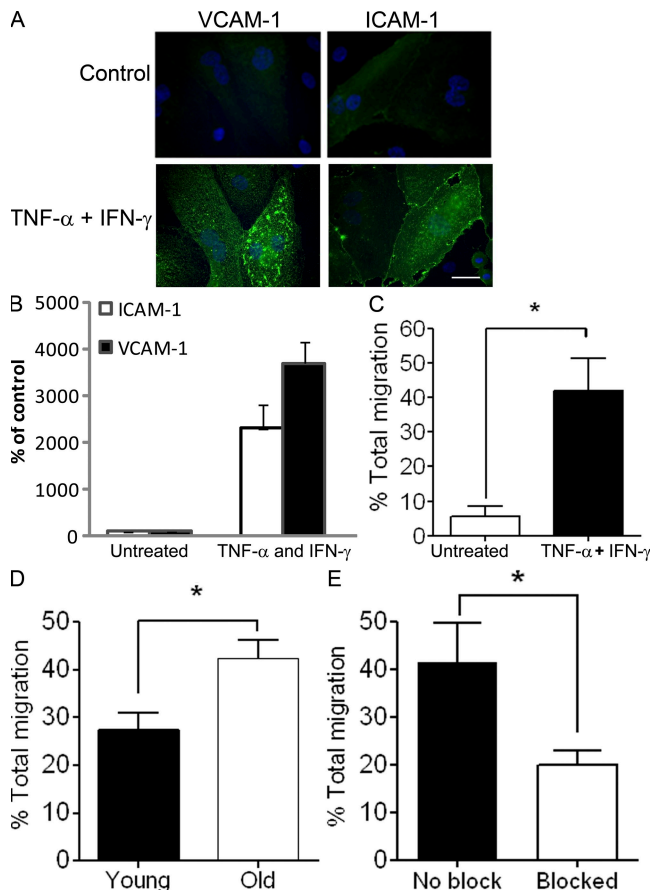 A
VCAM-1 ICAM-1
Control
TNF-α + IFN-γ
B
5000
4000
3000
2000
1000
0
% of control
ICAM-1
VCAM-1
Untreated TNF-α and IFN-γ
C
*
60
50
40
30
20
10
0
% Total migration
Untreated TNF-α + IFN-γ
D
*
50
40
30
20
10
0
% Total migration
Young Old
E
*
50
40
30
20
10
0
% Total migration
No block Blocked